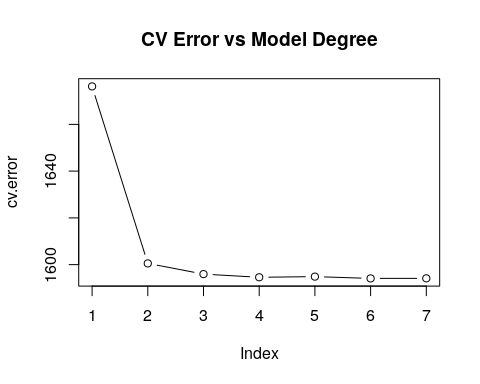 CV Error vs Model Degree
cv.error
1640
1600
1 2 3 4 5 6 7
Index